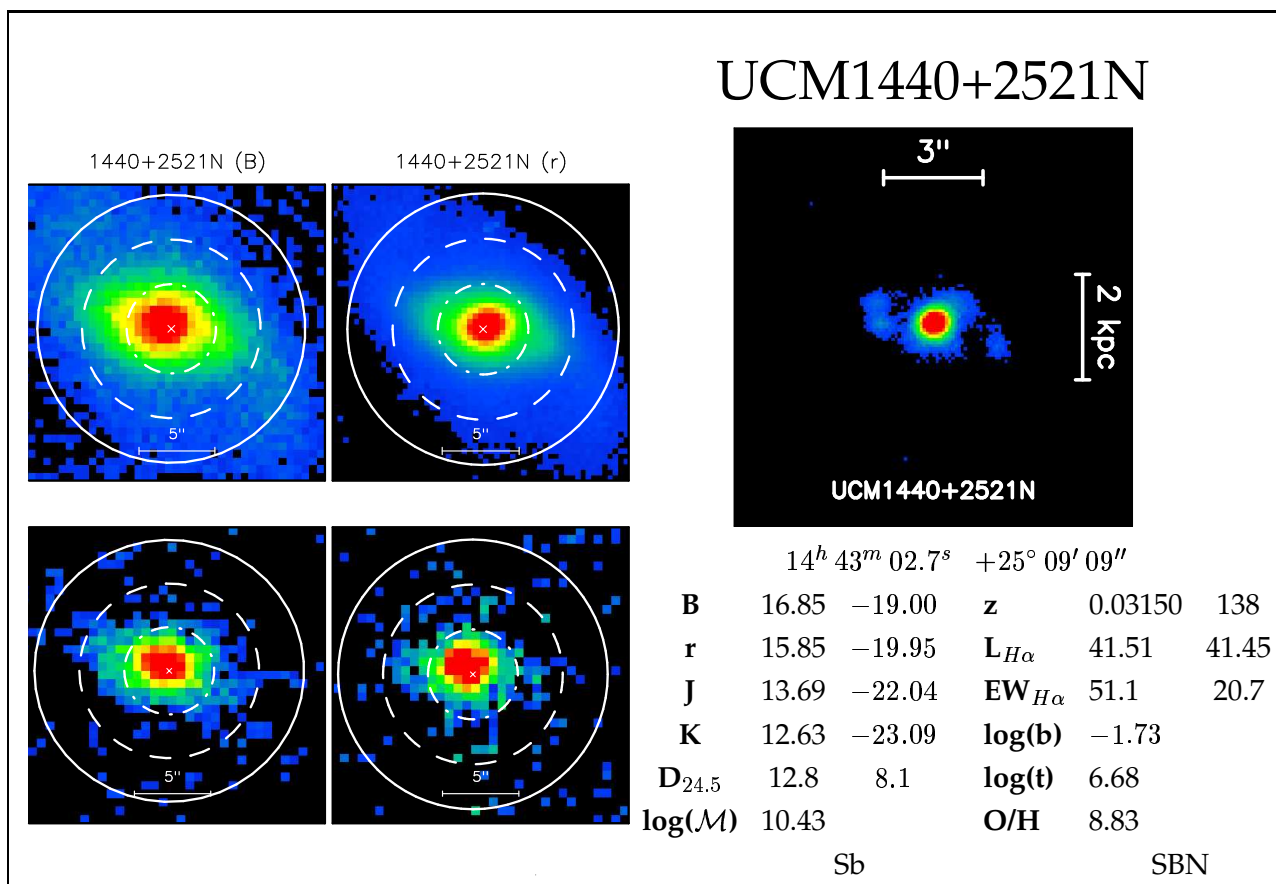 UCM1440+2521N
1440+2521N (B)
1440+2521N (r)
5"
5"
3"
2 kpc
UCM1440+2521N
5"
5"
14ʰ 43ᵐ 02.7ˢ +25° 09′ 09″
B 16.85 −19.00 z 0.03150 138
r 15.85 −19.95 L_Hα 41.51 41.45
J 13.69 −22.04 EW_Hα 51.1 20.7
K 12.63 −23.09 log(b) −1.73
D_24.5 12.8 8.1 log(t) 6.68
log(ℳ) 10.43 O/H 8.83
Sb SBN